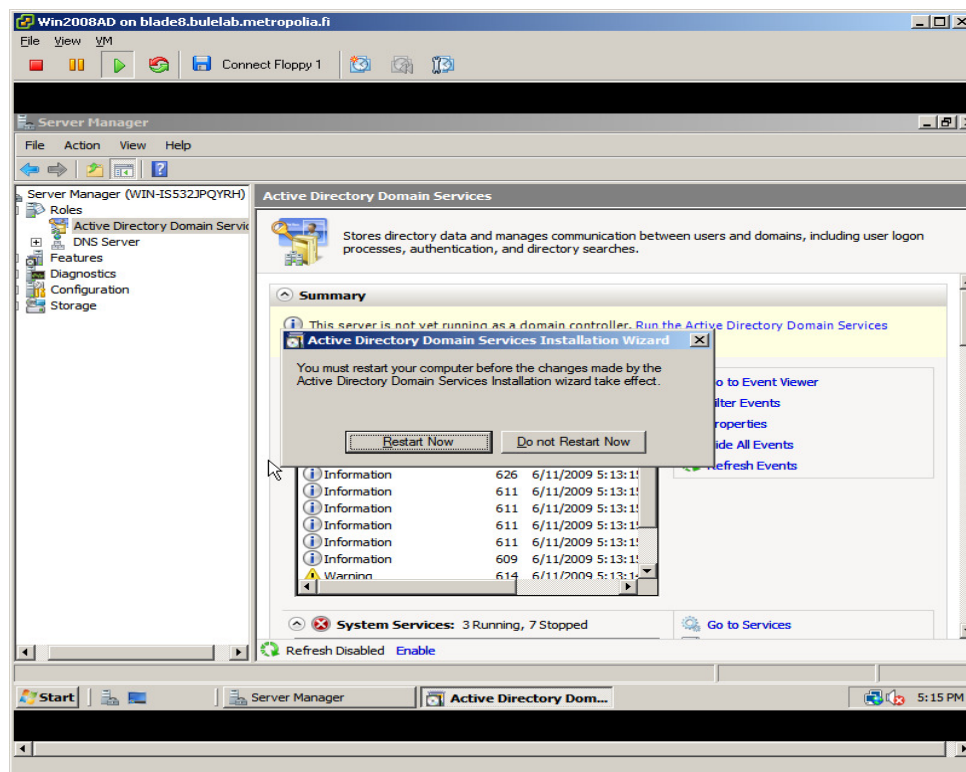 Win2008AD on blade8.bulelab.metropolia.fi
File View VM
Connect Floppy 1
Server Manager
File Action View Help
Server Manager (WIN-IS532JPQYRH)
Roles
Active Directory Domain Servic
DNS Server
Features
Diagnostics
Configuration
Storage
Active Directory Domain Services
Stores directory data and manages communication between users and domains, including user logon
processes, authentication, and directory searches.
Summary
This server is not yet running as a domain controller. Run the Active Directory Domain Services
Active Directory Domain Services Installation Wizard
You must restart your computer before the changes made by the
Active Directory Domain Services Installation wizard take effect.
Restart Now Do not Restart Now
o to Event Viewer
ilter Events
roperties
ide All Events
Refresh Events
Information 626 6/11/2009 5:13:15
Information 611 6/11/2009 5:13:1
Information 611 6/11/2009 5:13:1
Information 611 6/11/2009 5:13:1
Information 611 6/11/2009 5:13:1
Information 609 6/11/2009 5:13:1
Warning 614 6/11/2009 5:13:1
System Services: 3 Running, 7 Stopped
Go to Services
Refresh Disabled Enable
Start Server Manager Active Directory Dom... 5:15 PM